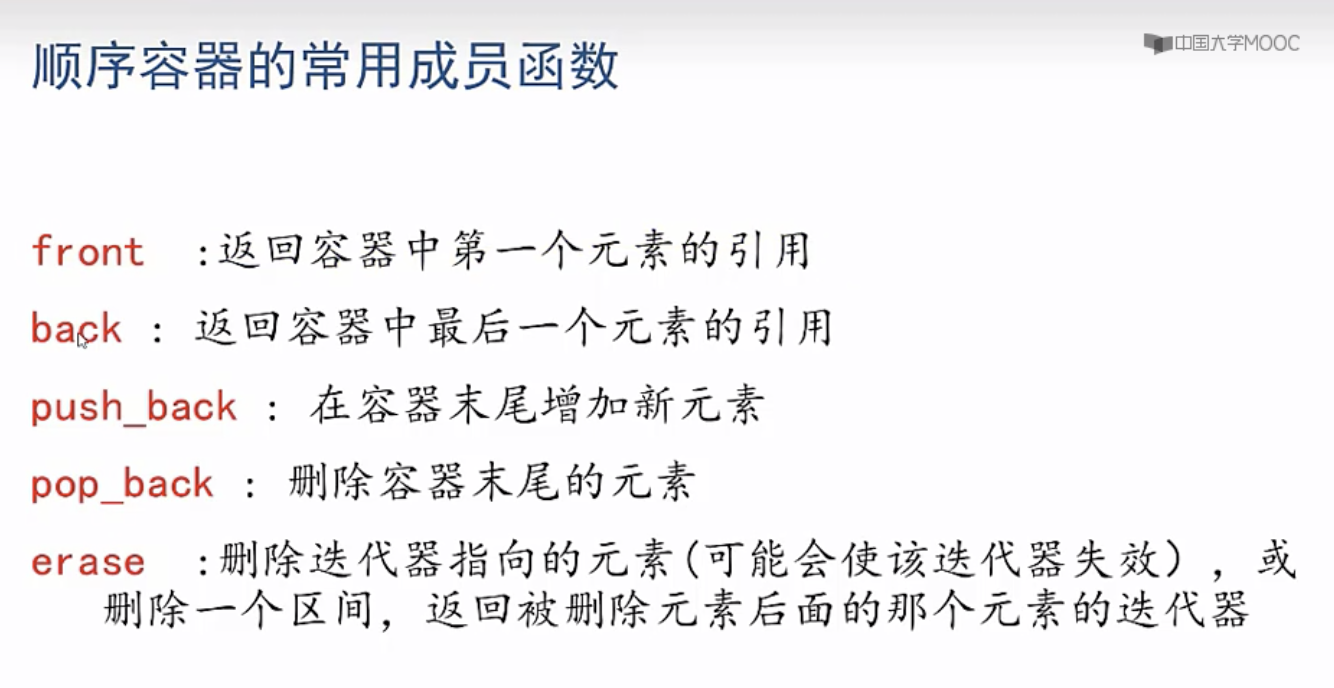 顺序容器的常用成员函数
中国大学MOOC
front :返回容器中第一个元素的引用
back : 返回容器中最后一个元素的引用
push_back : 在容器末尾增加新元素
pop_back : 删除容器末尾的元素
erase :删除迭代器指向的元素(可能会使该迭代器失效），或
删除一个区间，返回被删除元素后面的那个元素的迭代器